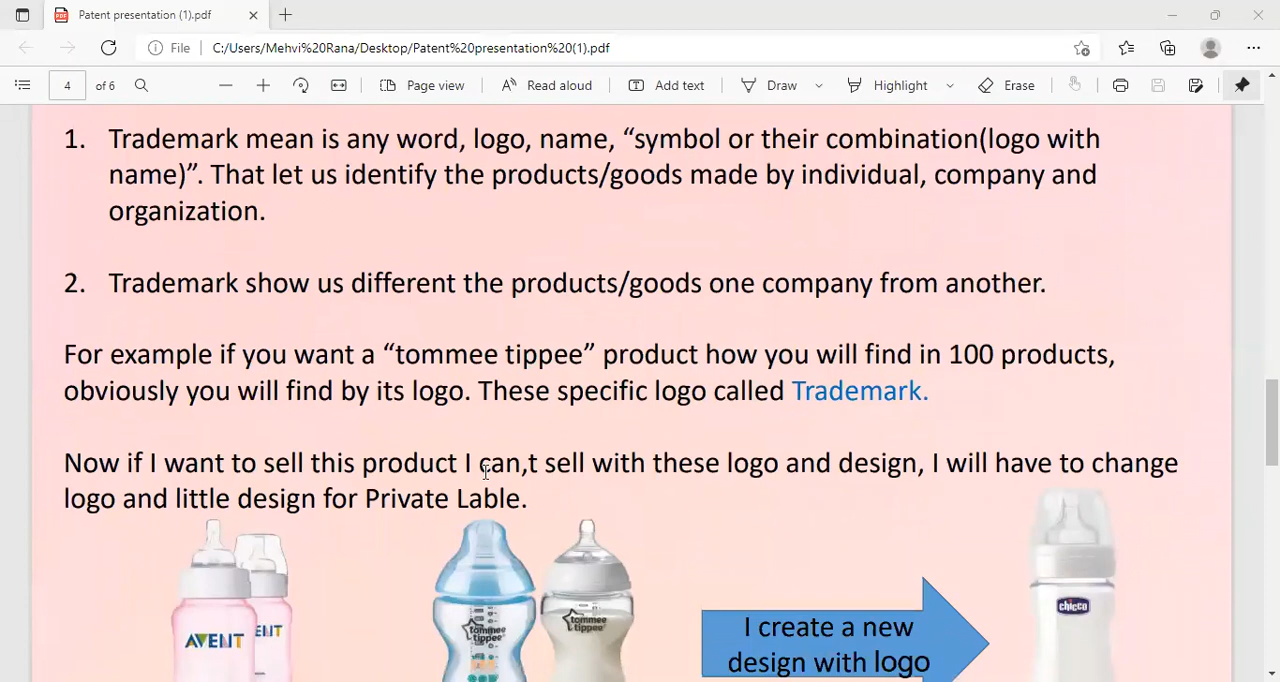 Patent presentation (1).pdf
File
C:/Users/Mehvi%20Rana/Desktop/Patent%20presentation%20(1).pdf
4 of 6
Page view
Read aloud
Add text
Draw
Highlight
Erase
1. Trademark mean is any word, logo, name, “symbol or their combination(logo with
name)”. That let us identify the products/goods made by individual, company and
organization.
2. Trademark show us different the products/goods one company from another.
For example if you want a “tommee tippee” product how you will find in 100 products,
obviously you will find by its logo. These specific logo called Trademark.
Now if I want to sell this product I can,t sell with these logo and design, I will have to change
logo and little design for Private Lable.
AVENT
ENT
tommee
tippee
tommee
tippee
I create a new
design with logo
chicco